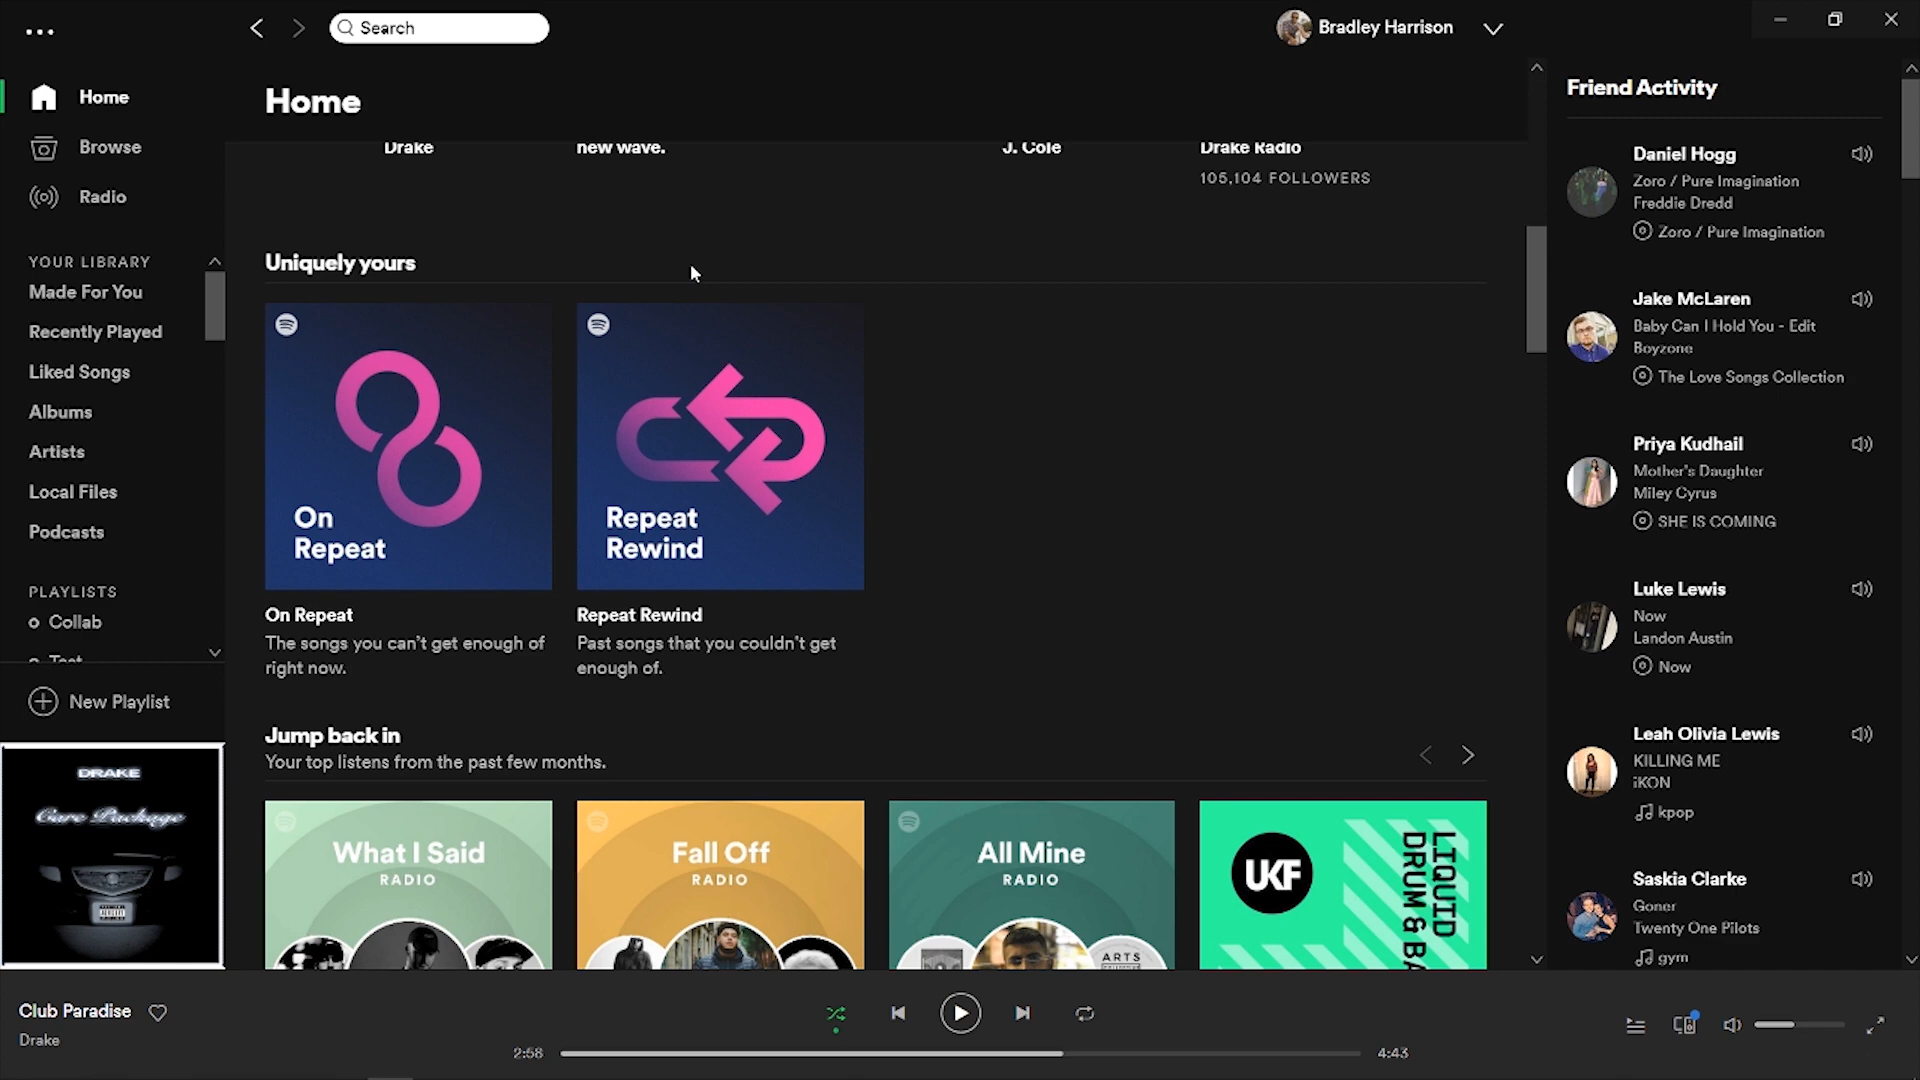 Search
Bradley Harrison
Home
Browse
Radio
YOUR LIBRARY
Made For You
Recently Played
Liked Songs
Albums
Artists
Local Files
Podcasts
PLAYLISTS
Collab
Test
New Playlist
DRAKE
Care Package
Home
Drake
new wave.
J. Cole
Drake Radio
105,104 FOLLOWERS
Uniquely yours
On
Repeat
Repeat
Rewind
On Repeat
The songs you can't get enough of
right now.
Repeat Rewind
Past songs that you couldn't get
enough of.
Jump back in
Your top listens from the past few months.
What I Said
RADIO
Fall Off
RADIO
All Mine
RADIO
ARTS
UKF
LIQUID
DRUM & BA
Friend Activity
Daniel Hogg
Zoro / Pure Imagination
Freddie Dredd
Zoro / Pure Imagination
Jake McLaren
Baby Can I Hold You - Edit
Boyzone
The Love Songs Collection
Priya Kudhail
Mother's Daughter
Miley Cyrus
SHE IS COMING
Luke Lewis
Now
Landon Austin
Now
Leah Olivia Lewis
KILLING ME
iKON
kpop
Saskia Clarke
Goner
Twenty One Pilots
gym
Club Paradise
Drake
2:58
4:43